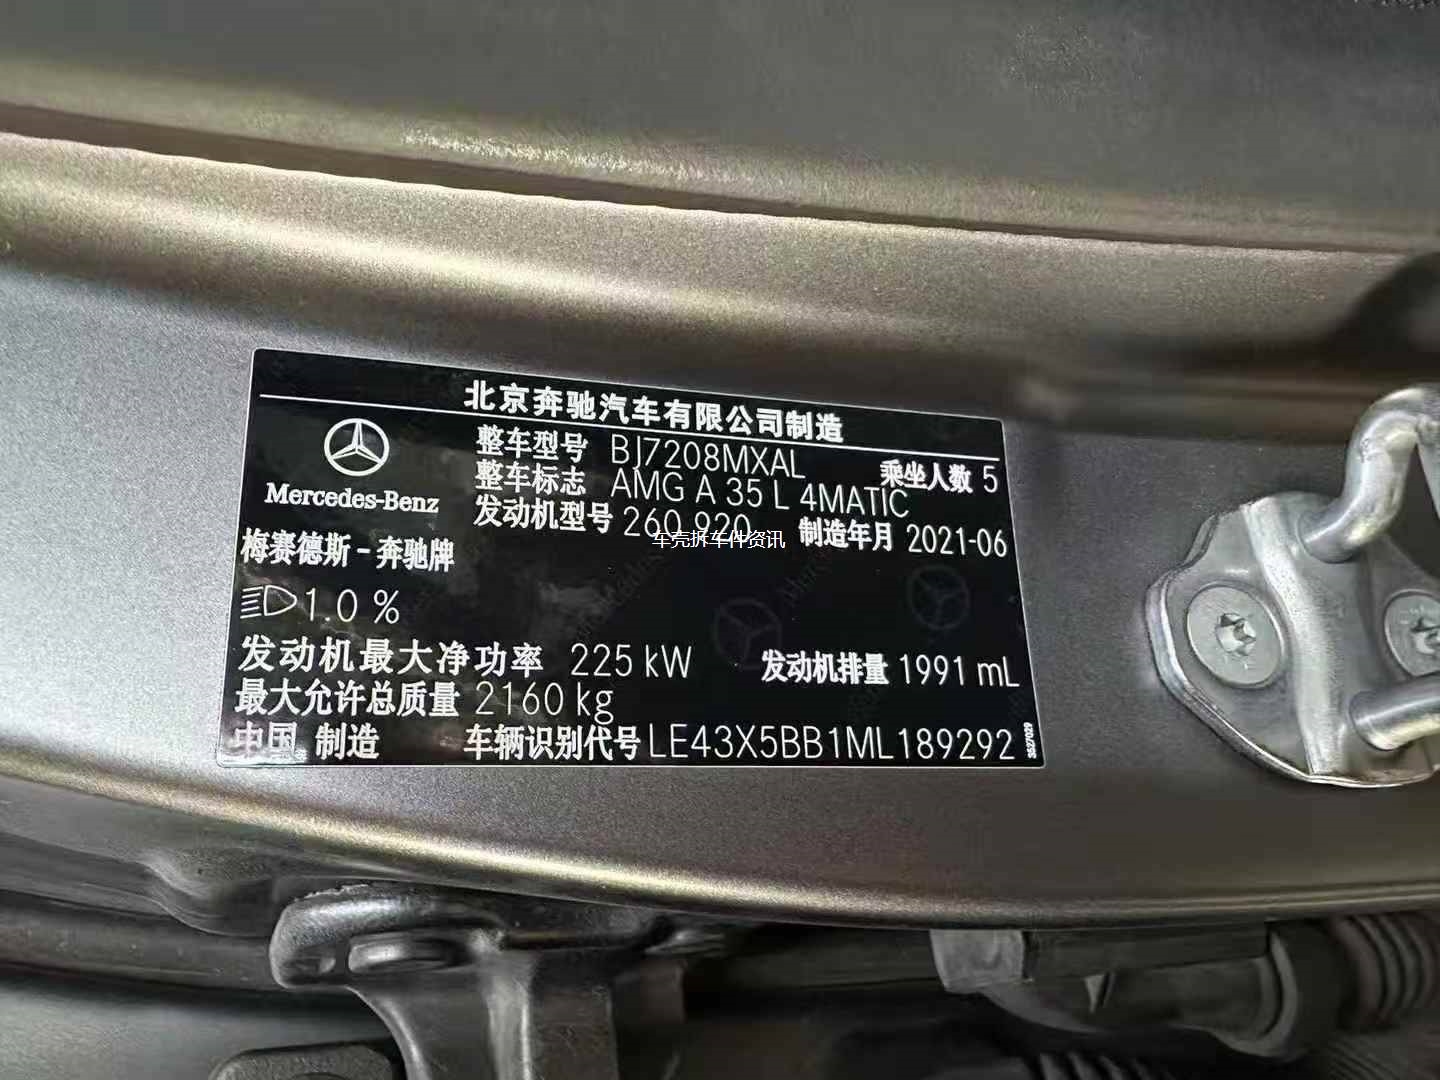 北京奔驰汽车有限公司制造
整车型号 BJ7208MXAL 乘坐人数 5
整车标志 AMG A 35 L 4MATIC
发动机型号 260 920 制造年月 2021-06
车壳拆车件资讯
Mercedes-Benz
梅赛德斯-奔驰牌
1.0 %
发动机最大净功率 225 kW 发动机排量 1991 mL
最大允许总质量 2160 kg
中国 制造 车辆识别代号 LE43X5BB1ML189292
3527029